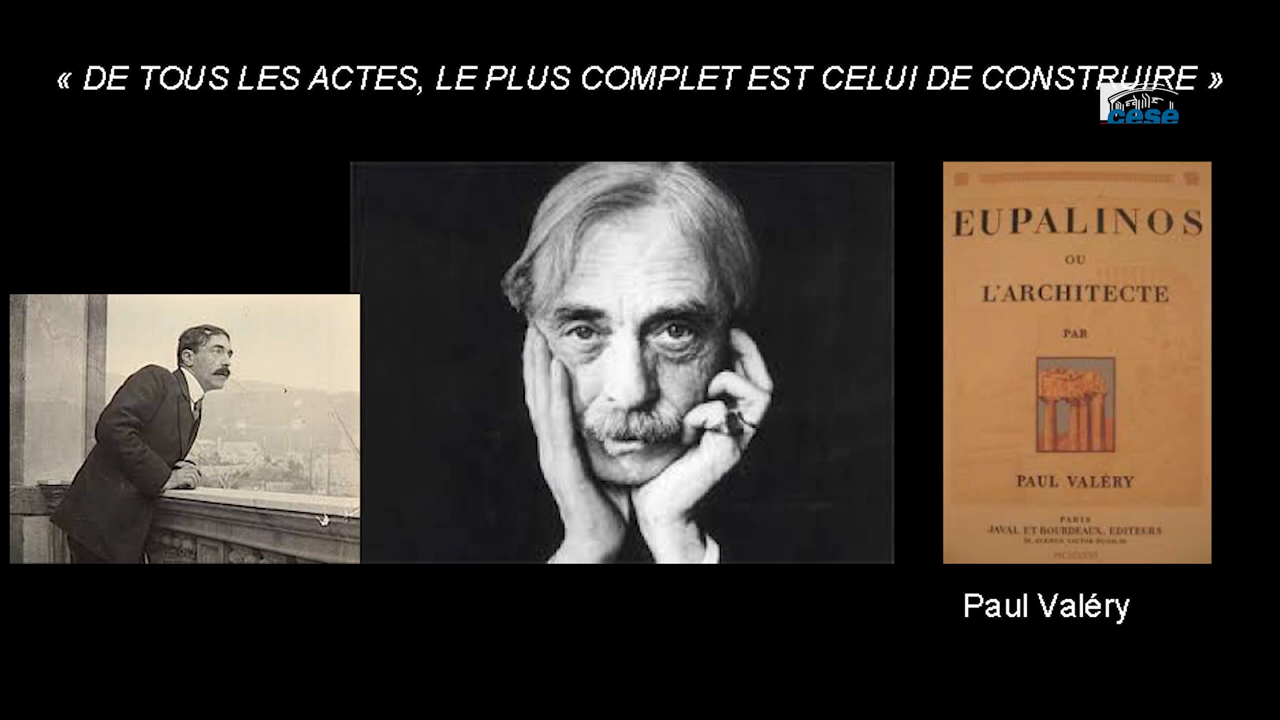 « DE TOUS LES ACTES, LE PLUS COMPLET EST CELUI DE CONSTRUIRE »
cese
EUPALINOS
OU
L'ARCHITECTE
PAR
PAUL VALÉRY
PARIS
JAVAL ET BOURDEAUX, EDITEURS
Paul Valéry